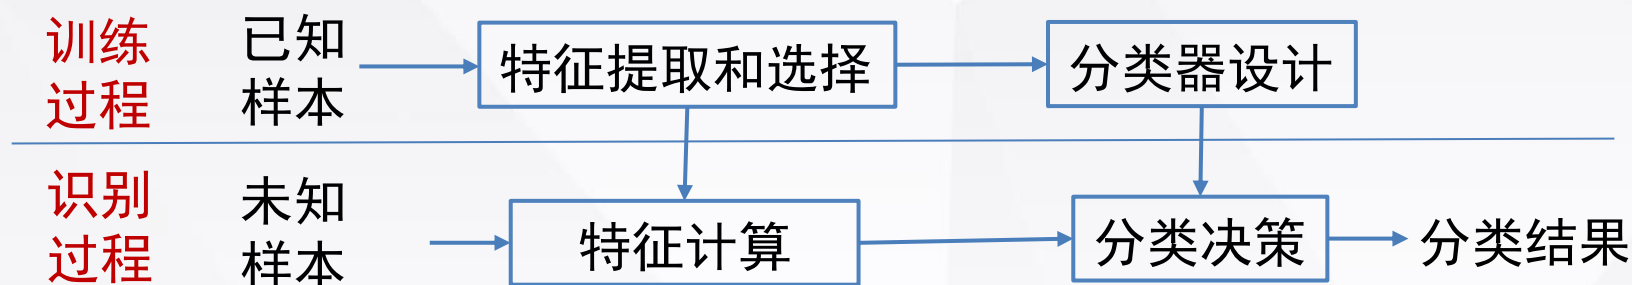 训练
过程
已知
样本
特征提取和选择
分类器设计
识别
过程
未知
样本
特征计算
分类决策
分类结果